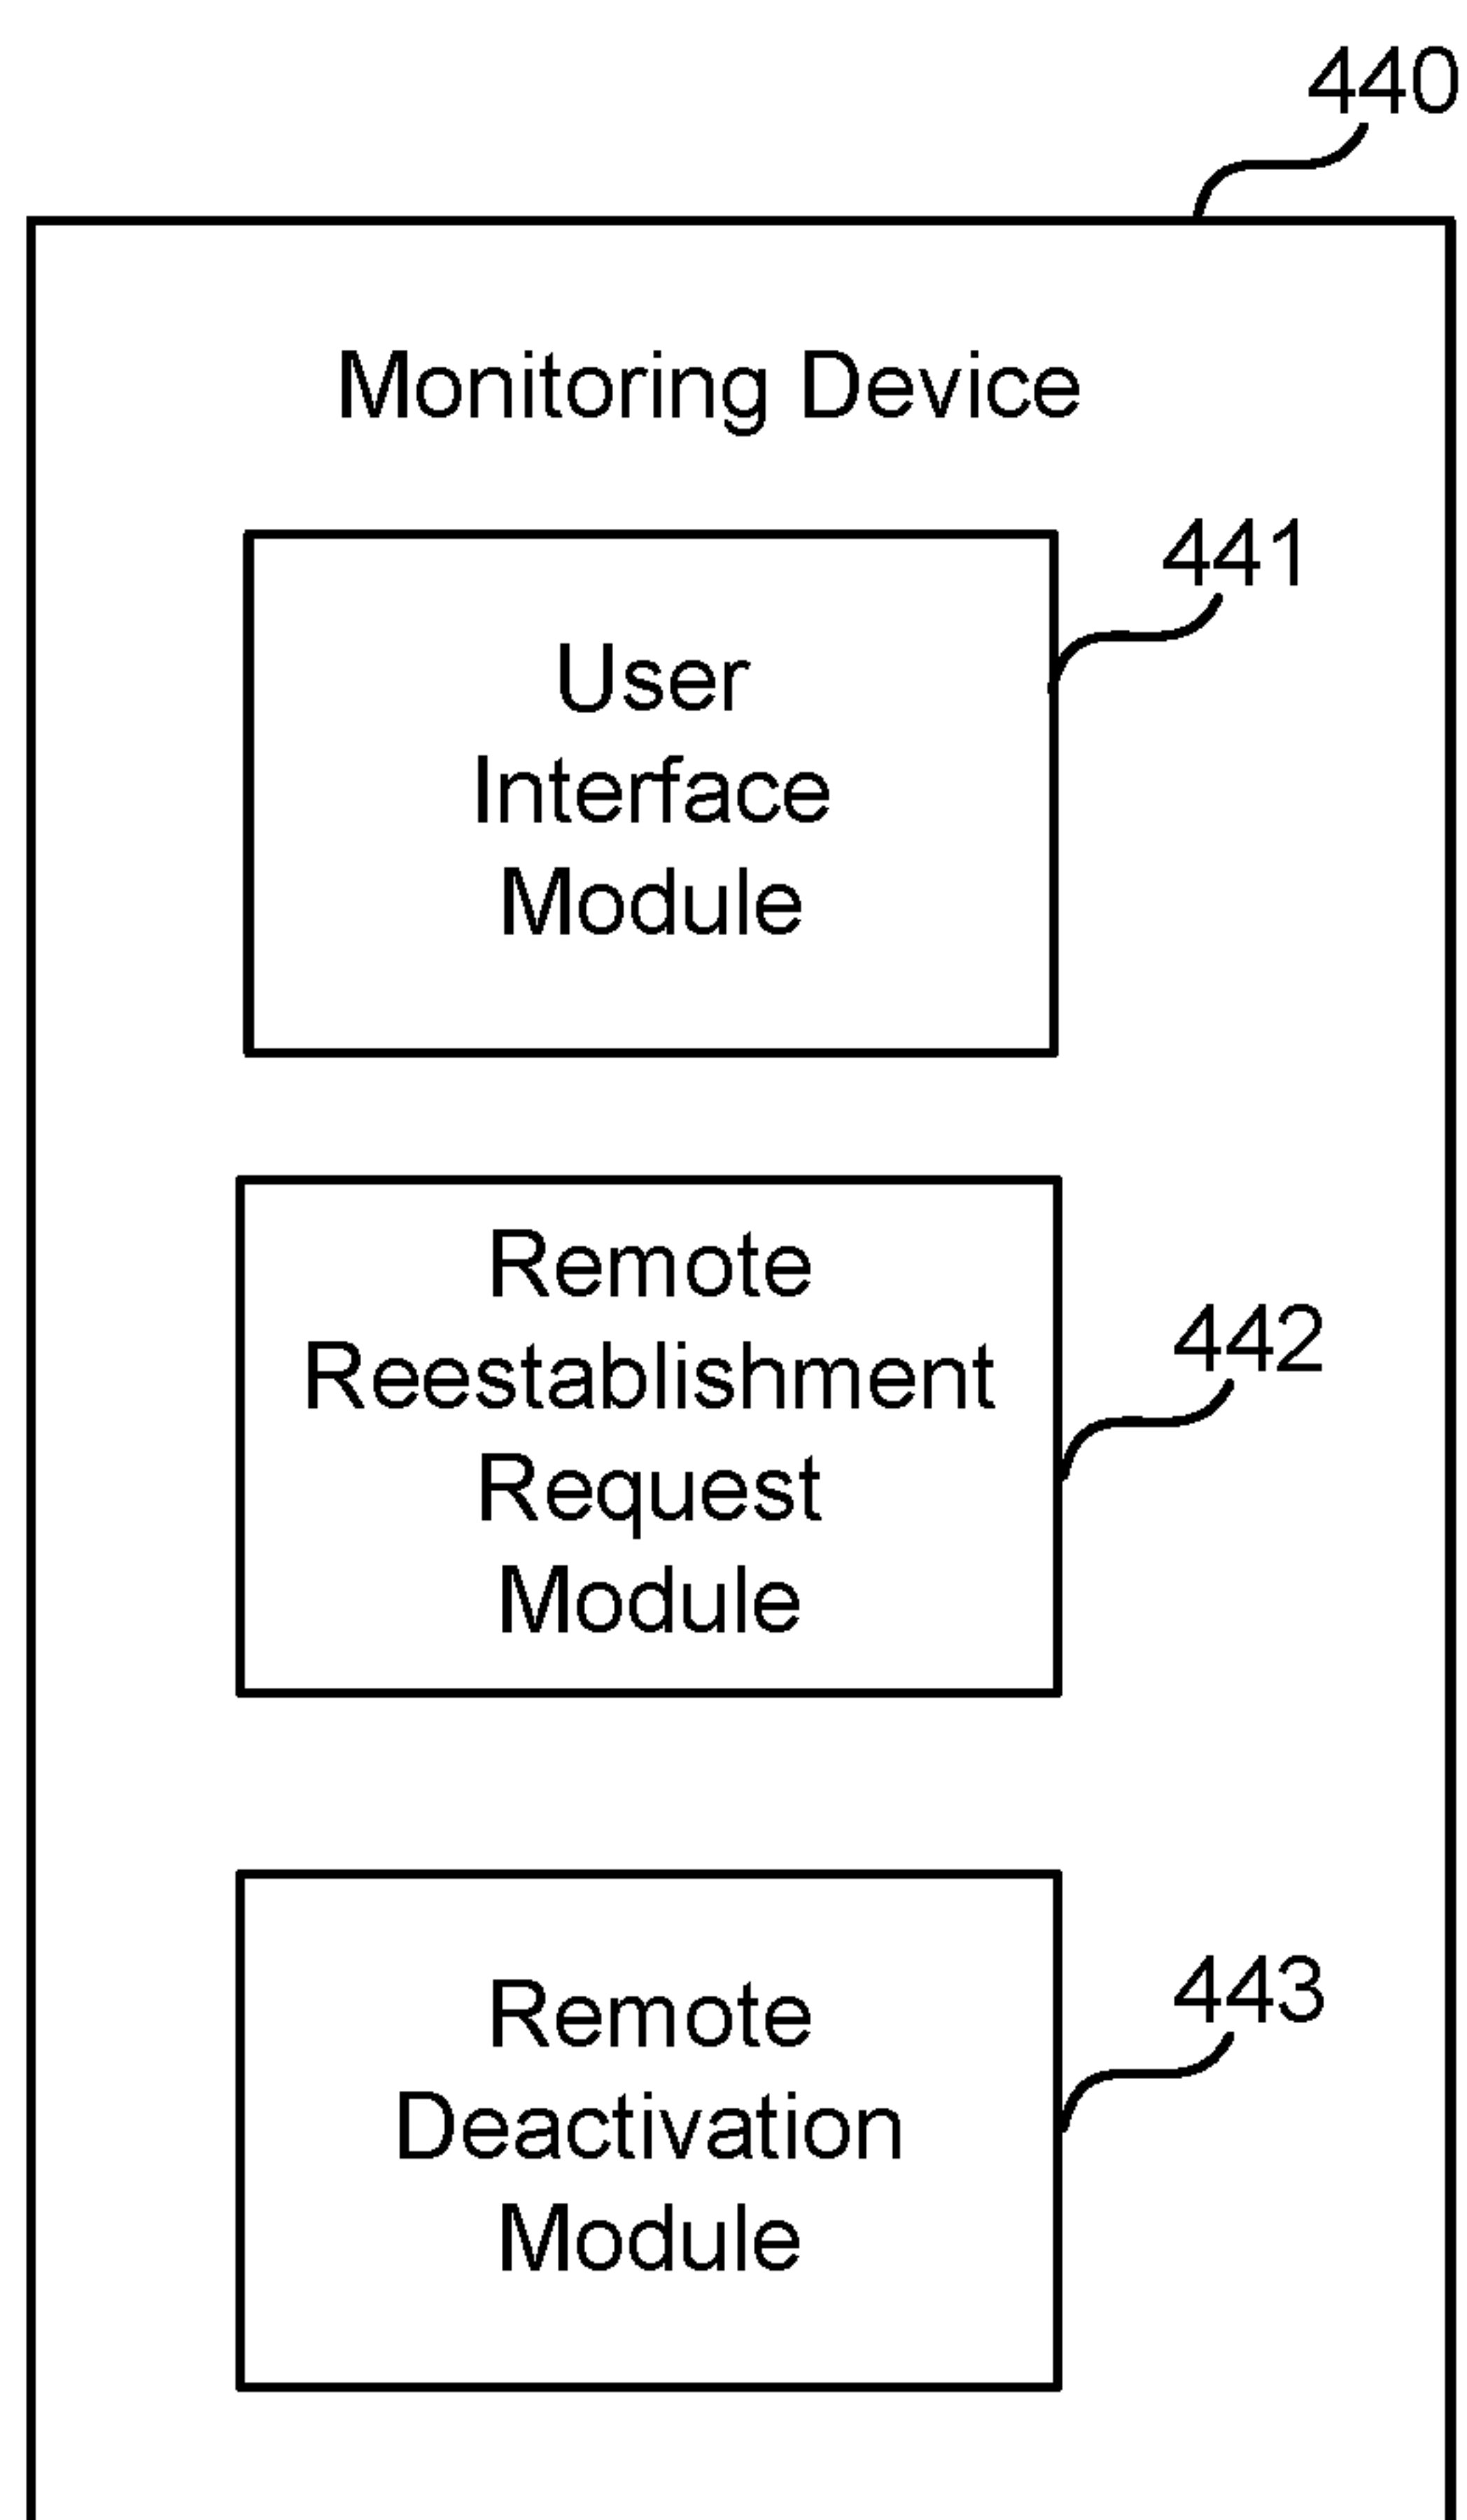 440
Monitoring Device
441
User
Interface
Module
Remote
Reestablishment
442
Request
Module
443
Remote
Deactivation
Module